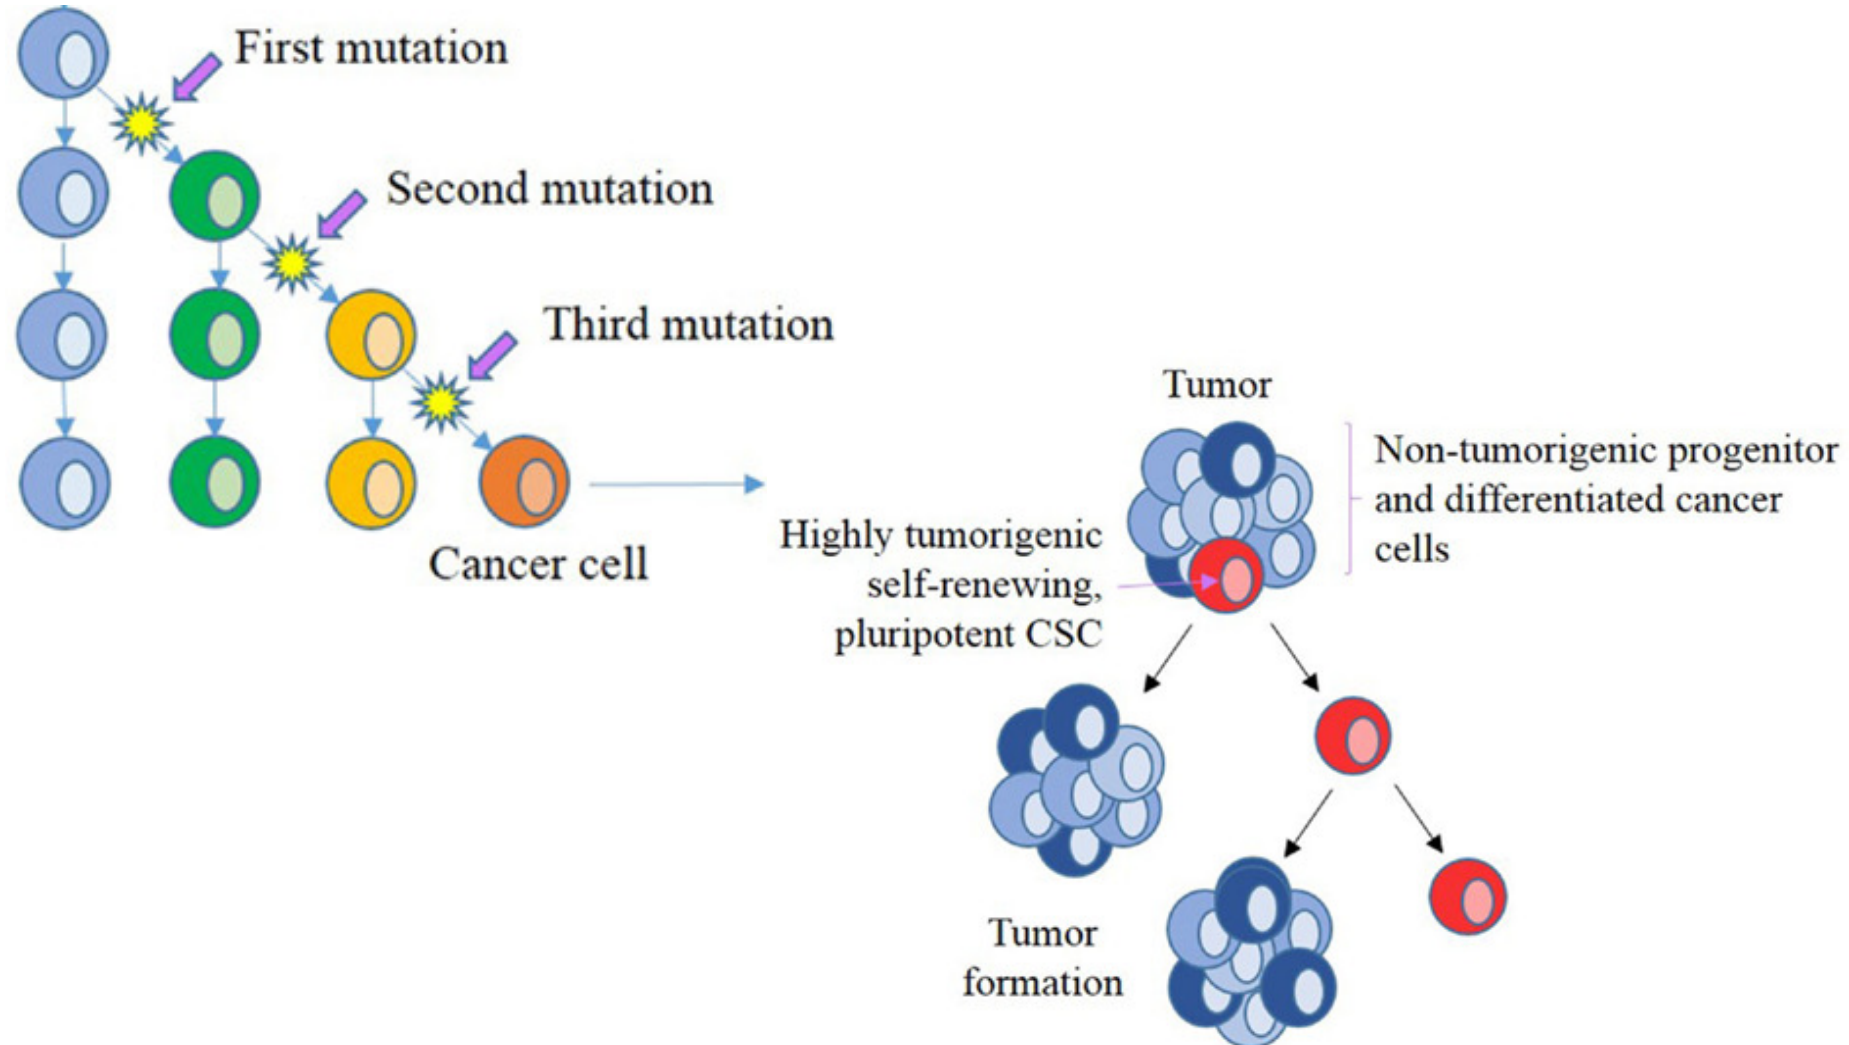 First mutation
Second mutation
Third mutation
Cancer cell
Tumor
Non-tumorigenic progenitor
and differentiated cancer
cells
Highly tumorigenic
self-renewing,
pluripotent CSC
Tumor
formation